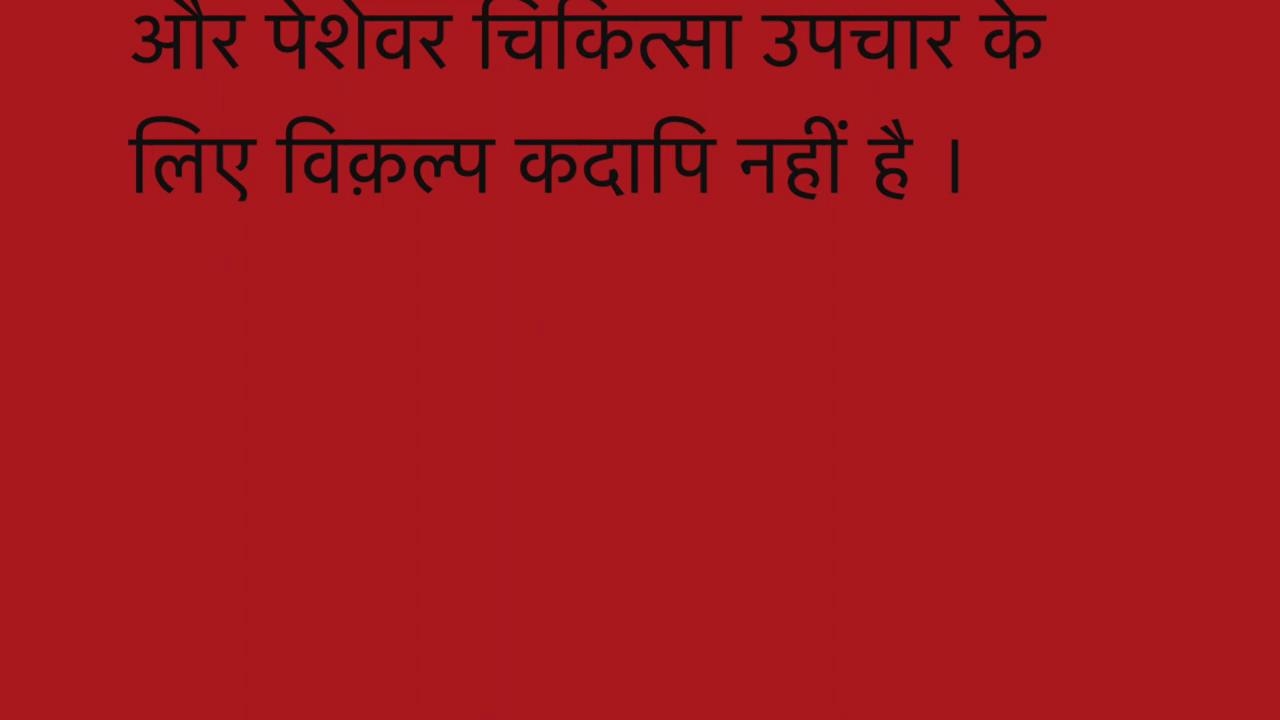 और पेशेवर चिकित्सा उपचार के
लिए विक़ल्प कदापि नहीं है ।